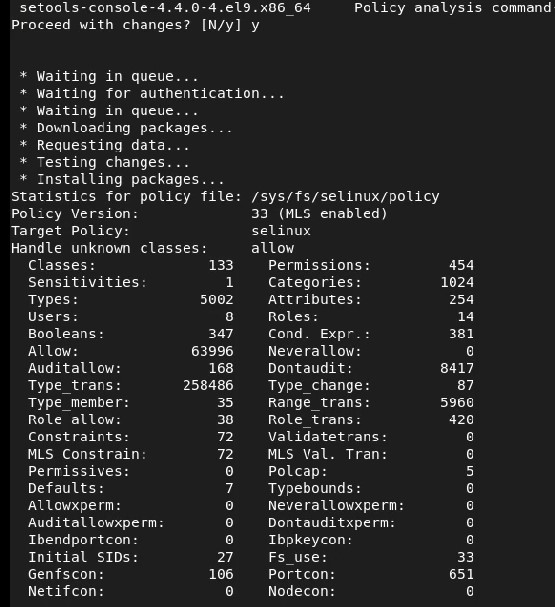 setools-console-4.4.0-4.el9.x86_64 Policy analysis command
Proceed with changes? [N/y] y
* Waiting in queue...
* Waiting for authentication...
* Waiting in queue...
* Downloading packages...
* Requesting data...
* Testing changes...
* Installing packages...
Statistics for policy file: /sys/fs/selinux/policy
Policy Version: 33 (MLS enabled)
Target Policy: selinux
Handle unknown classes: allow
Classes: 133 Permissions: 454
Sensitivities: 1 Categories: 1024
Types: 5002 Attributes: 254
Users: 8 Roles: 14
Booleans: 347 Cond. Expr.: 381
Allow: 63996 Neverallow: 0
Auditallow: 168 Dontaudit: 8417
Type_trans: 258486 Type_change: 87
Type_member: 35 Range_trans: 5960
Role allow: 38 Role_trans: 420
Constraints: 72 Validatetrans: 0
MLS Constrain: 72 MLS Val. Tran: 0
Permissives: 0 Polcap: 5
Defaults: 7 Typebounds: 0
Allowxperm: 0 Neverallowxperm: 0
Auditallowxperm: 0 Dontauditxperm: 0
Ibendportcon: 0 Ibpkeycon: 0
Initial SIDs: 27 Fs_use: 33
Genfscon: 106 Portcon: 651
Netifcon: 0 Nodecon: 0